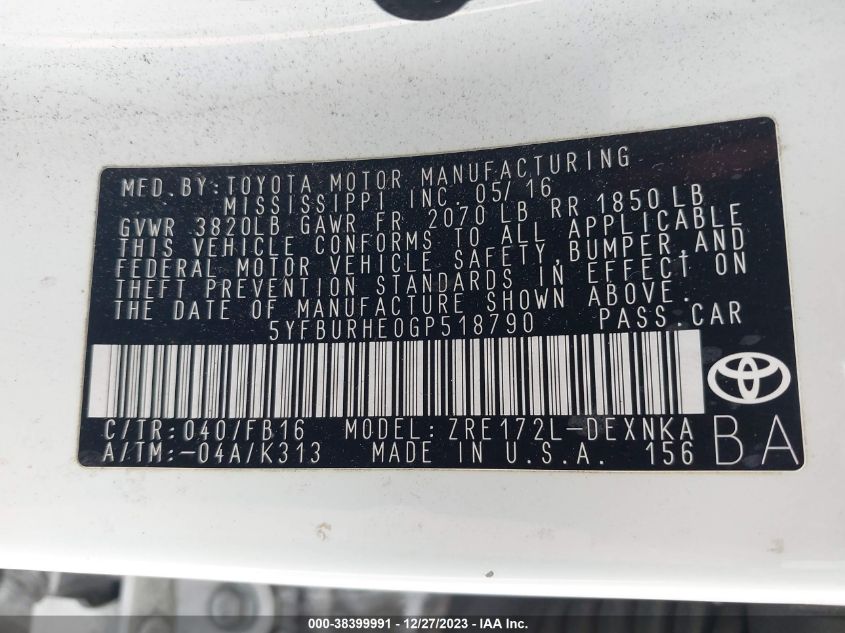 MFD.BY:TOYOTA MOTOR MANUFACTURING
MISSISSIPPI INC. 05/16
GVWR 3820LB GAWR FR 2070 LB RR 1850 LB
THIS VEHICLE CONFORMS TO ALL APPLICABLE
FEDERAL MOTOR VEHICLE SAFETY,BUMPER,AND
THEFT PREVENTION STANDARDS IN EFFECT ON
THE DATE OF MANUFACTURE SHOWN ABOVE.
5YFBURHE0GP518790 PASS.CAR
C/TR:040/FB16 MODEL:ZRE172L-DEXNKA
A/TM:-04A/K313 MADE IN U.S.A. 156
BA
000-38399991 - 12/27/2023 - IAA Inc.